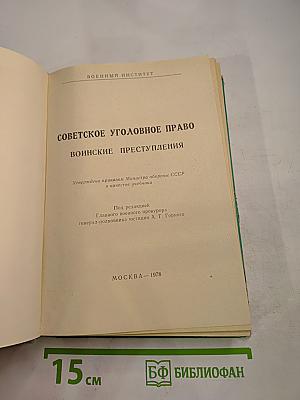 ВОЕННЫЙ ИНСТИТУТ
СОВЕТСКОЕ УГОЛОВНОЕ ПРАВО
ВОИНСКИЕ ПРЕСТУПЛЕНИЯ
Утверждено приказом Министра обороны СССР
в качестве учебника
Под редакцией
Главного военного прокурора
генерал-полковника юстиции А. Г. Горного
МОСКВА — 1978
15 см
БФ БИБЛИОФАН